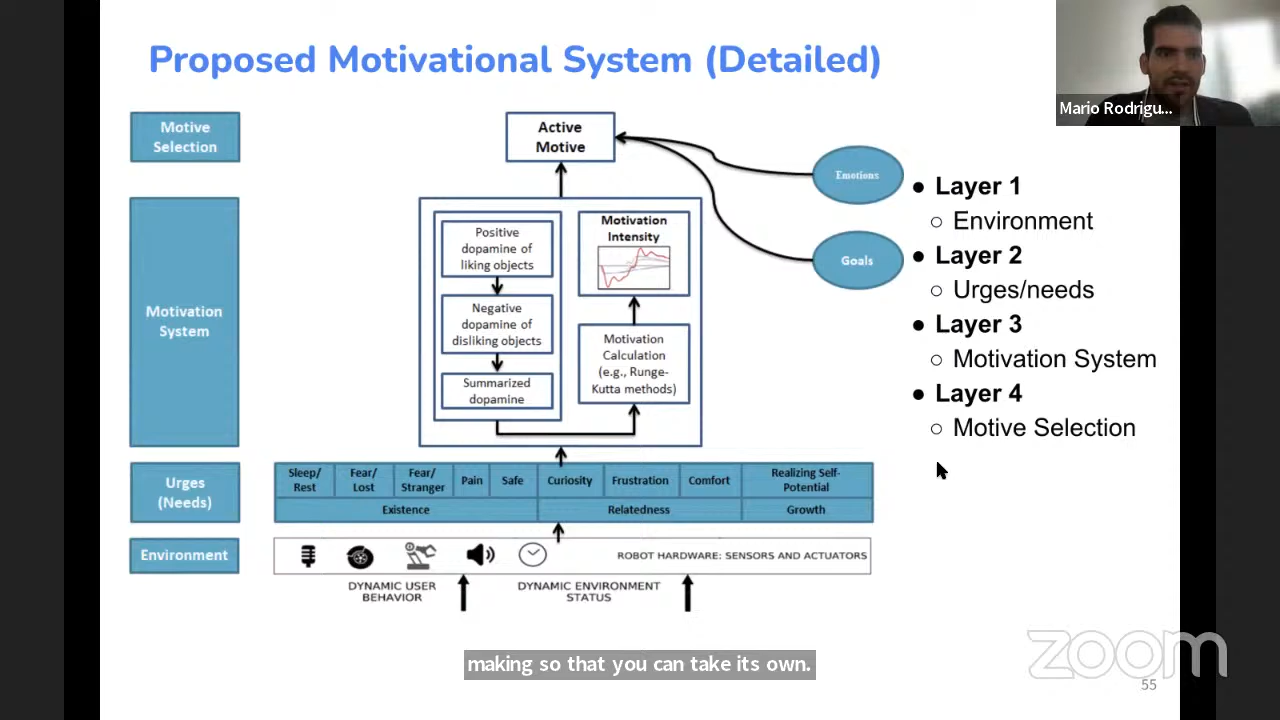 Proposed Motivational System (Detailed)
Mario Rodrigu...
Motive
Selection
Active
Motive
Emotions
Goals
Motivation
System
Positive
dopamine of
liking objects
Negative
dopamine of
disliking objects
Summarized
dopamine
Motivation
Intensity
Motivation
Calculation
(e.g., Runge-
Kutta methods)
Urges
(Needs)
Sleep/
Rest
Fear/
Lost
Fear/
Stranger
Pain
Safe
Curiosity
Frustration
Comfort
Realizing Self-
Potential
Existence
Relatedness
Growth
Environment
ROBOT HARDWARE: SENSORS AND ACTUATORS
DYNAMIC USER
BEHAVIOR
DYNAMIC ENVIRONMENT
STATUS
● Layer 1
○ Environment
● Layer 2
○ Urges/needs
● Layer 3
○ Motivation System
● Layer 4
○ Motive Selection
making so that you can take its own.
zoom
55